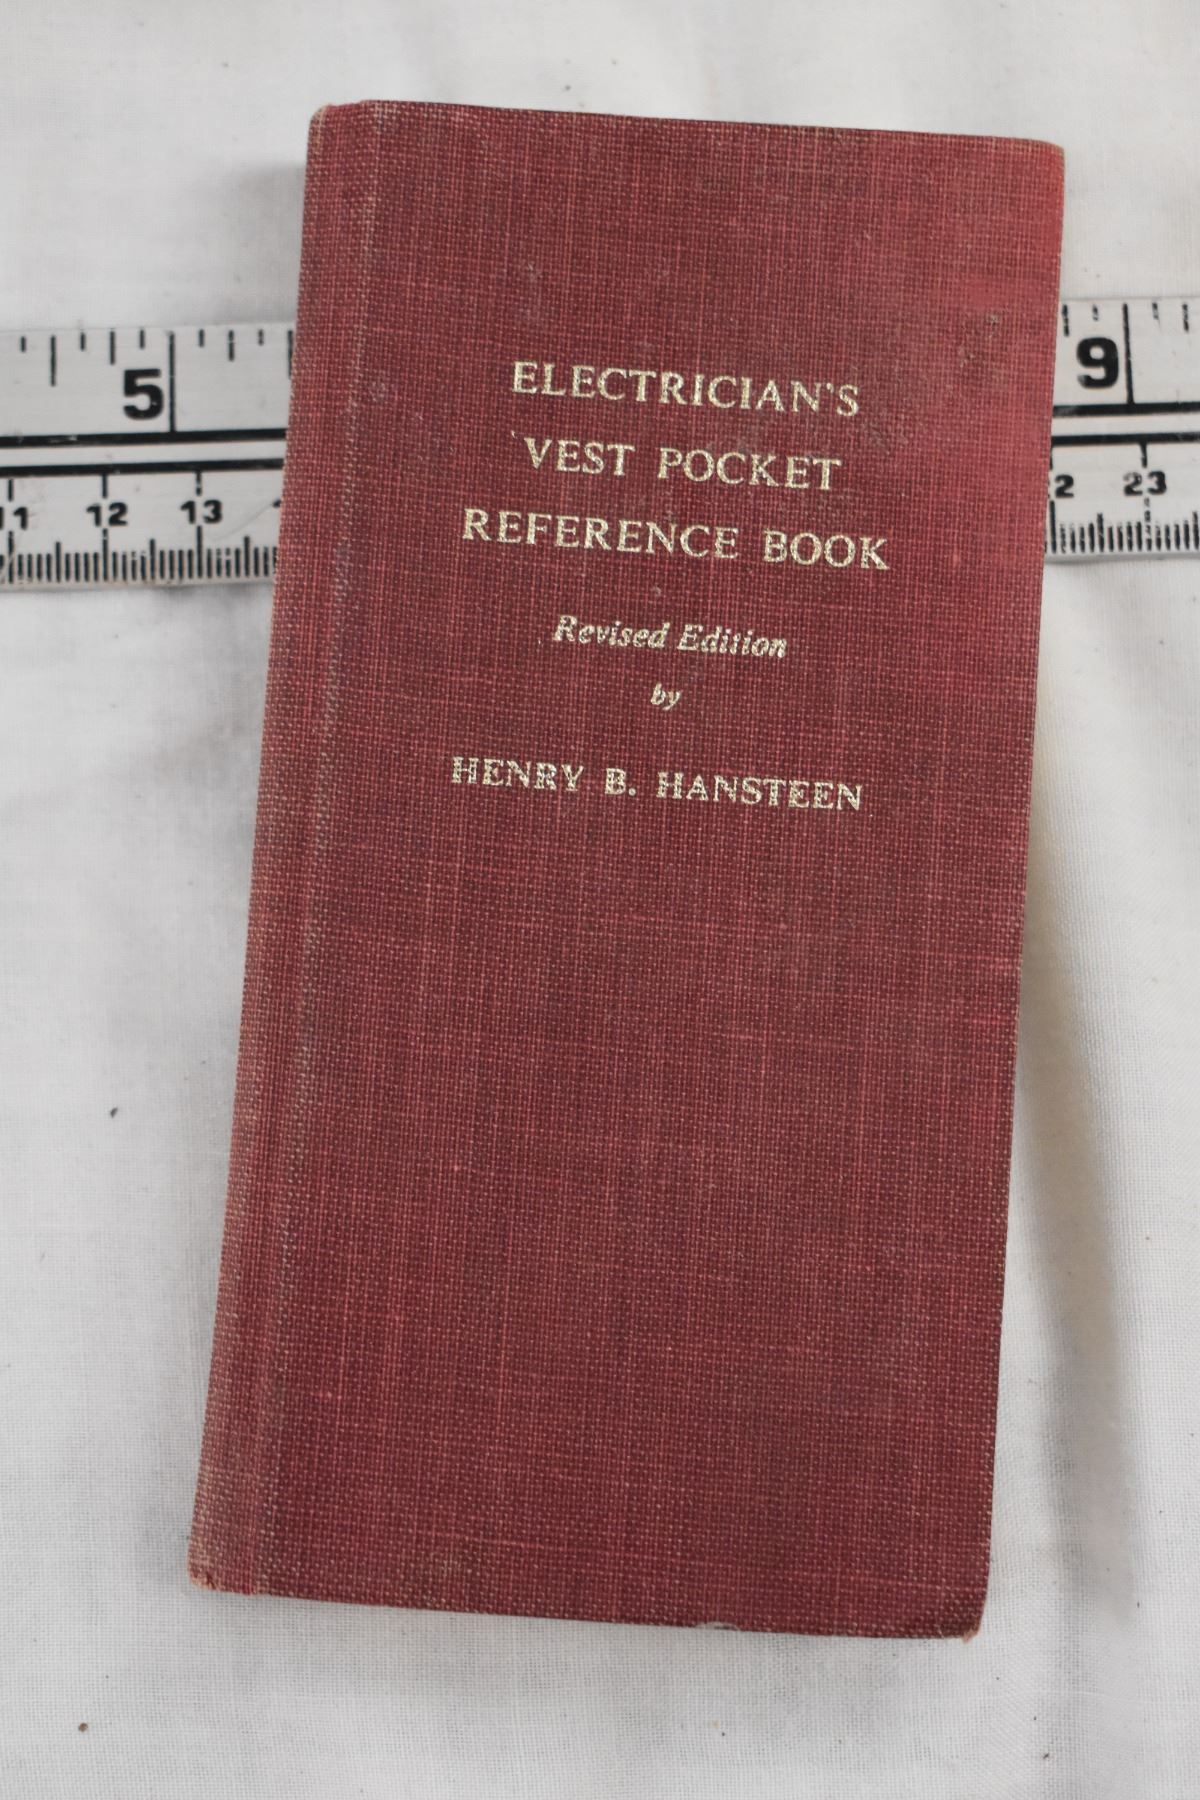 ELECTRICIAN'S
VEST POCKET
REFERENCE BOOK
Revised Edition
by
HENRY B. HANSTEEN
5 9
11 12 13 23